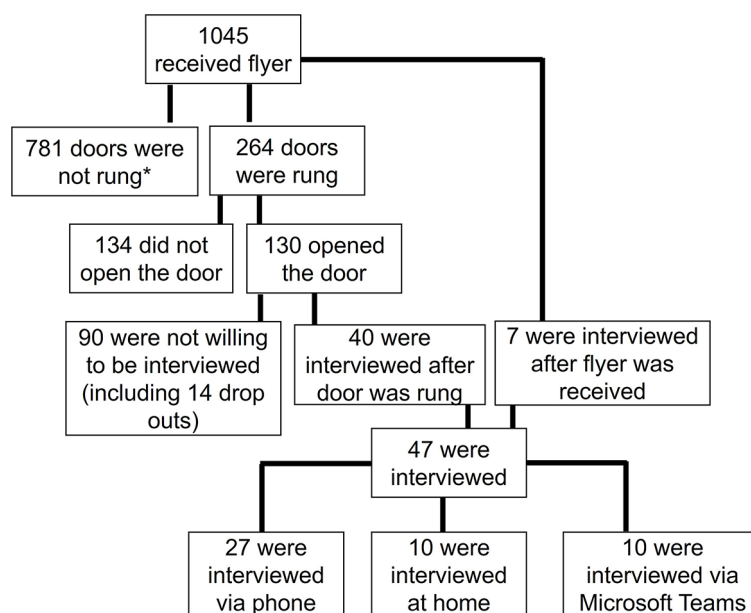 1045
received flyer
781 doors were
not rung*
264 doors
were rung
134 did not
open the door
130 opened
the door
90 were not willing
to be interviewed
(including 14 drop
outs)
40 were
interviewed after
door was rung
7 were interviewed
after flyer was
received
47 were
interviewed
27 were
interviewed
via phone
10 were
interviewed
at home
10 were
interviewed via
Microsoft Teams